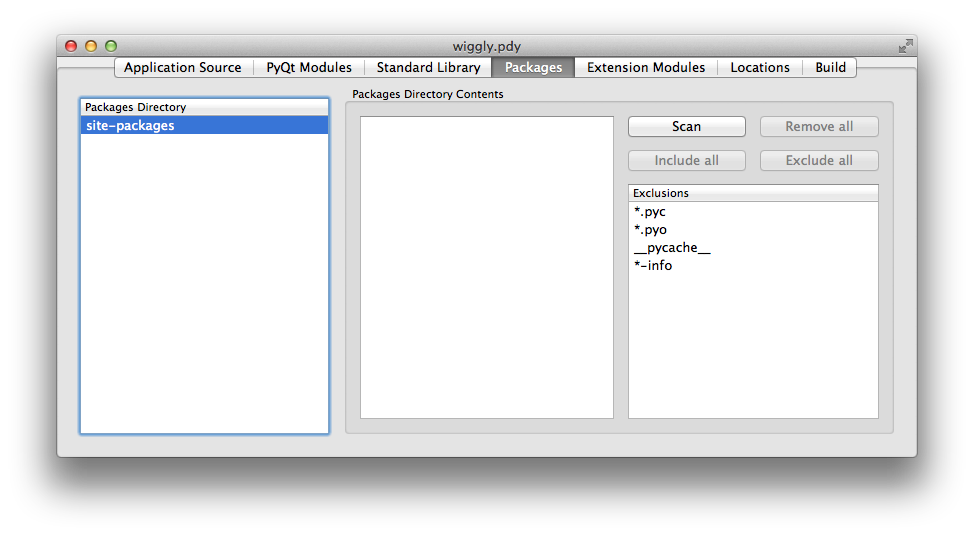 wiggly.pdy
Application Source PyQt Modules Standard Library Packages Extension Modules Locations Build
Packages Directory
site-packages
Packages Directory Contents
Scan Remove all
Include all Exclude all
Exclusions
*.pyc
*.pyo
__pycache__
*-info